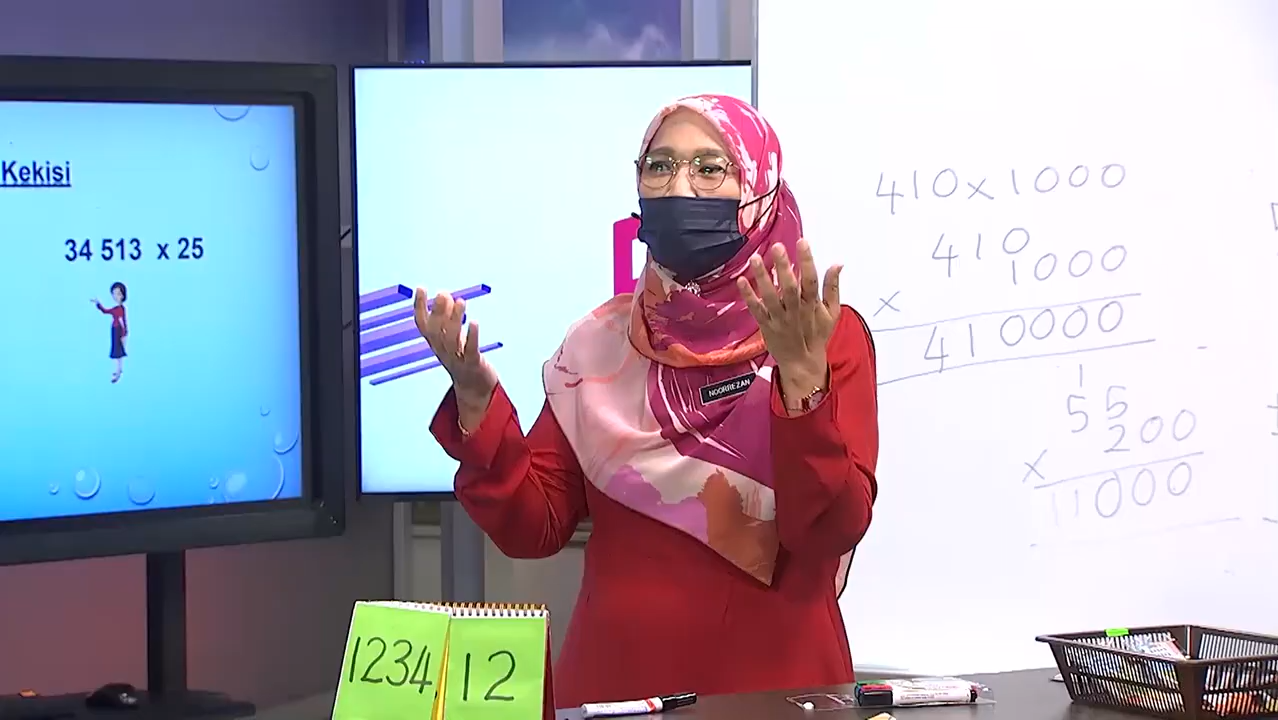 Kekisi
34 513 x 25
NOORREZAN
1234
12
410 x 1000
410
x 1000
410000
1
55
x 200
11000